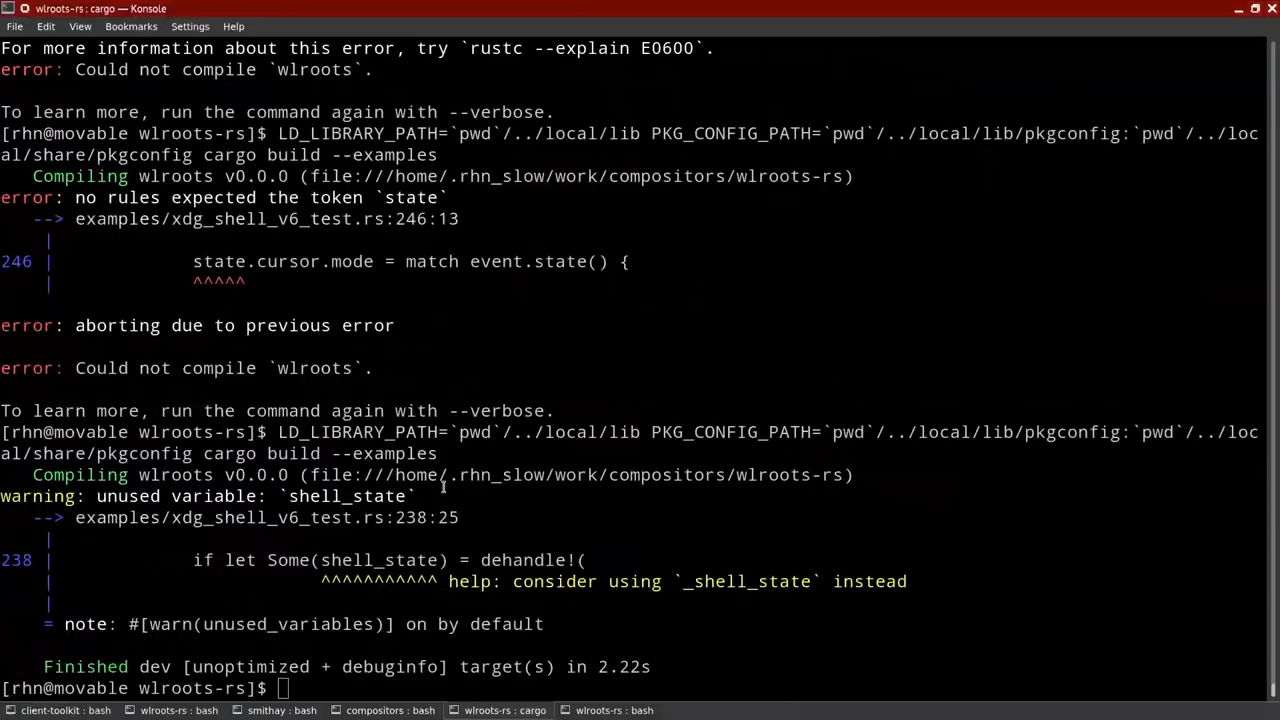 wlroots-rs : cargo — Konsole
File Edit View Bookmarks Settings Help
For more information about this error, try `rustc --explain E0600`.
error: Could not compile `wlroots`.
To learn more, run the command again with --verbose.
[rhn@movable wlroots-rs]$ LD_LIBRARY_PATH=`pwd`/../local/lib PKG_CONFIG_PATH=`pwd`/../local/lib/pkgconfig:`pwd`/../loc
al/share/pkgconfig cargo build --examples
   Compiling wlroots v0.0.0 (file:///home/.rhn_slow/work/compositors/wlroots-rs)
error: no rules expected the token `state`
   --> examples/xdg_shell_v6_test.rs:246:13
    |
246 |             state.cursor.mode = match event.state() {
    |             ^^^^^
error: aborting due to previous error
error: Could not compile `wlroots`.
To learn more, run the command again with --verbose.
[rhn@movable wlroots-rs]$ LD_LIBRARY_PATH=`pwd`/../local/lib PKG_CONFIG_PATH=`pwd`/../local/lib/pkgconfig:`pwd`/../loc
al/share/pkgconfig cargo build --examples
   Compiling wlroots v0.0.0 (file:///home/.rhn_slow/work/compositors/wlroots-rs)
warning: unused variable: `shell_state`
   --> examples/xdg_shell_v6_test.rs:238:25
    |
238 |             if let Some(shell_state) = dehandle!(
    |                         ^^^^^^^^^^^ help: consider using `_shell_state` instead
    |
    = note: #[warn(unused_variables)] on by default
    Finished dev [unoptimized + debuginfo] target(s) in 2.22s
[rhn@movable wlroots-rs]$
client-toolkit : bash wlroots-rs : bash smithay : bash compositors : bash wlroots-rs : cargo wlroots-rs : bash